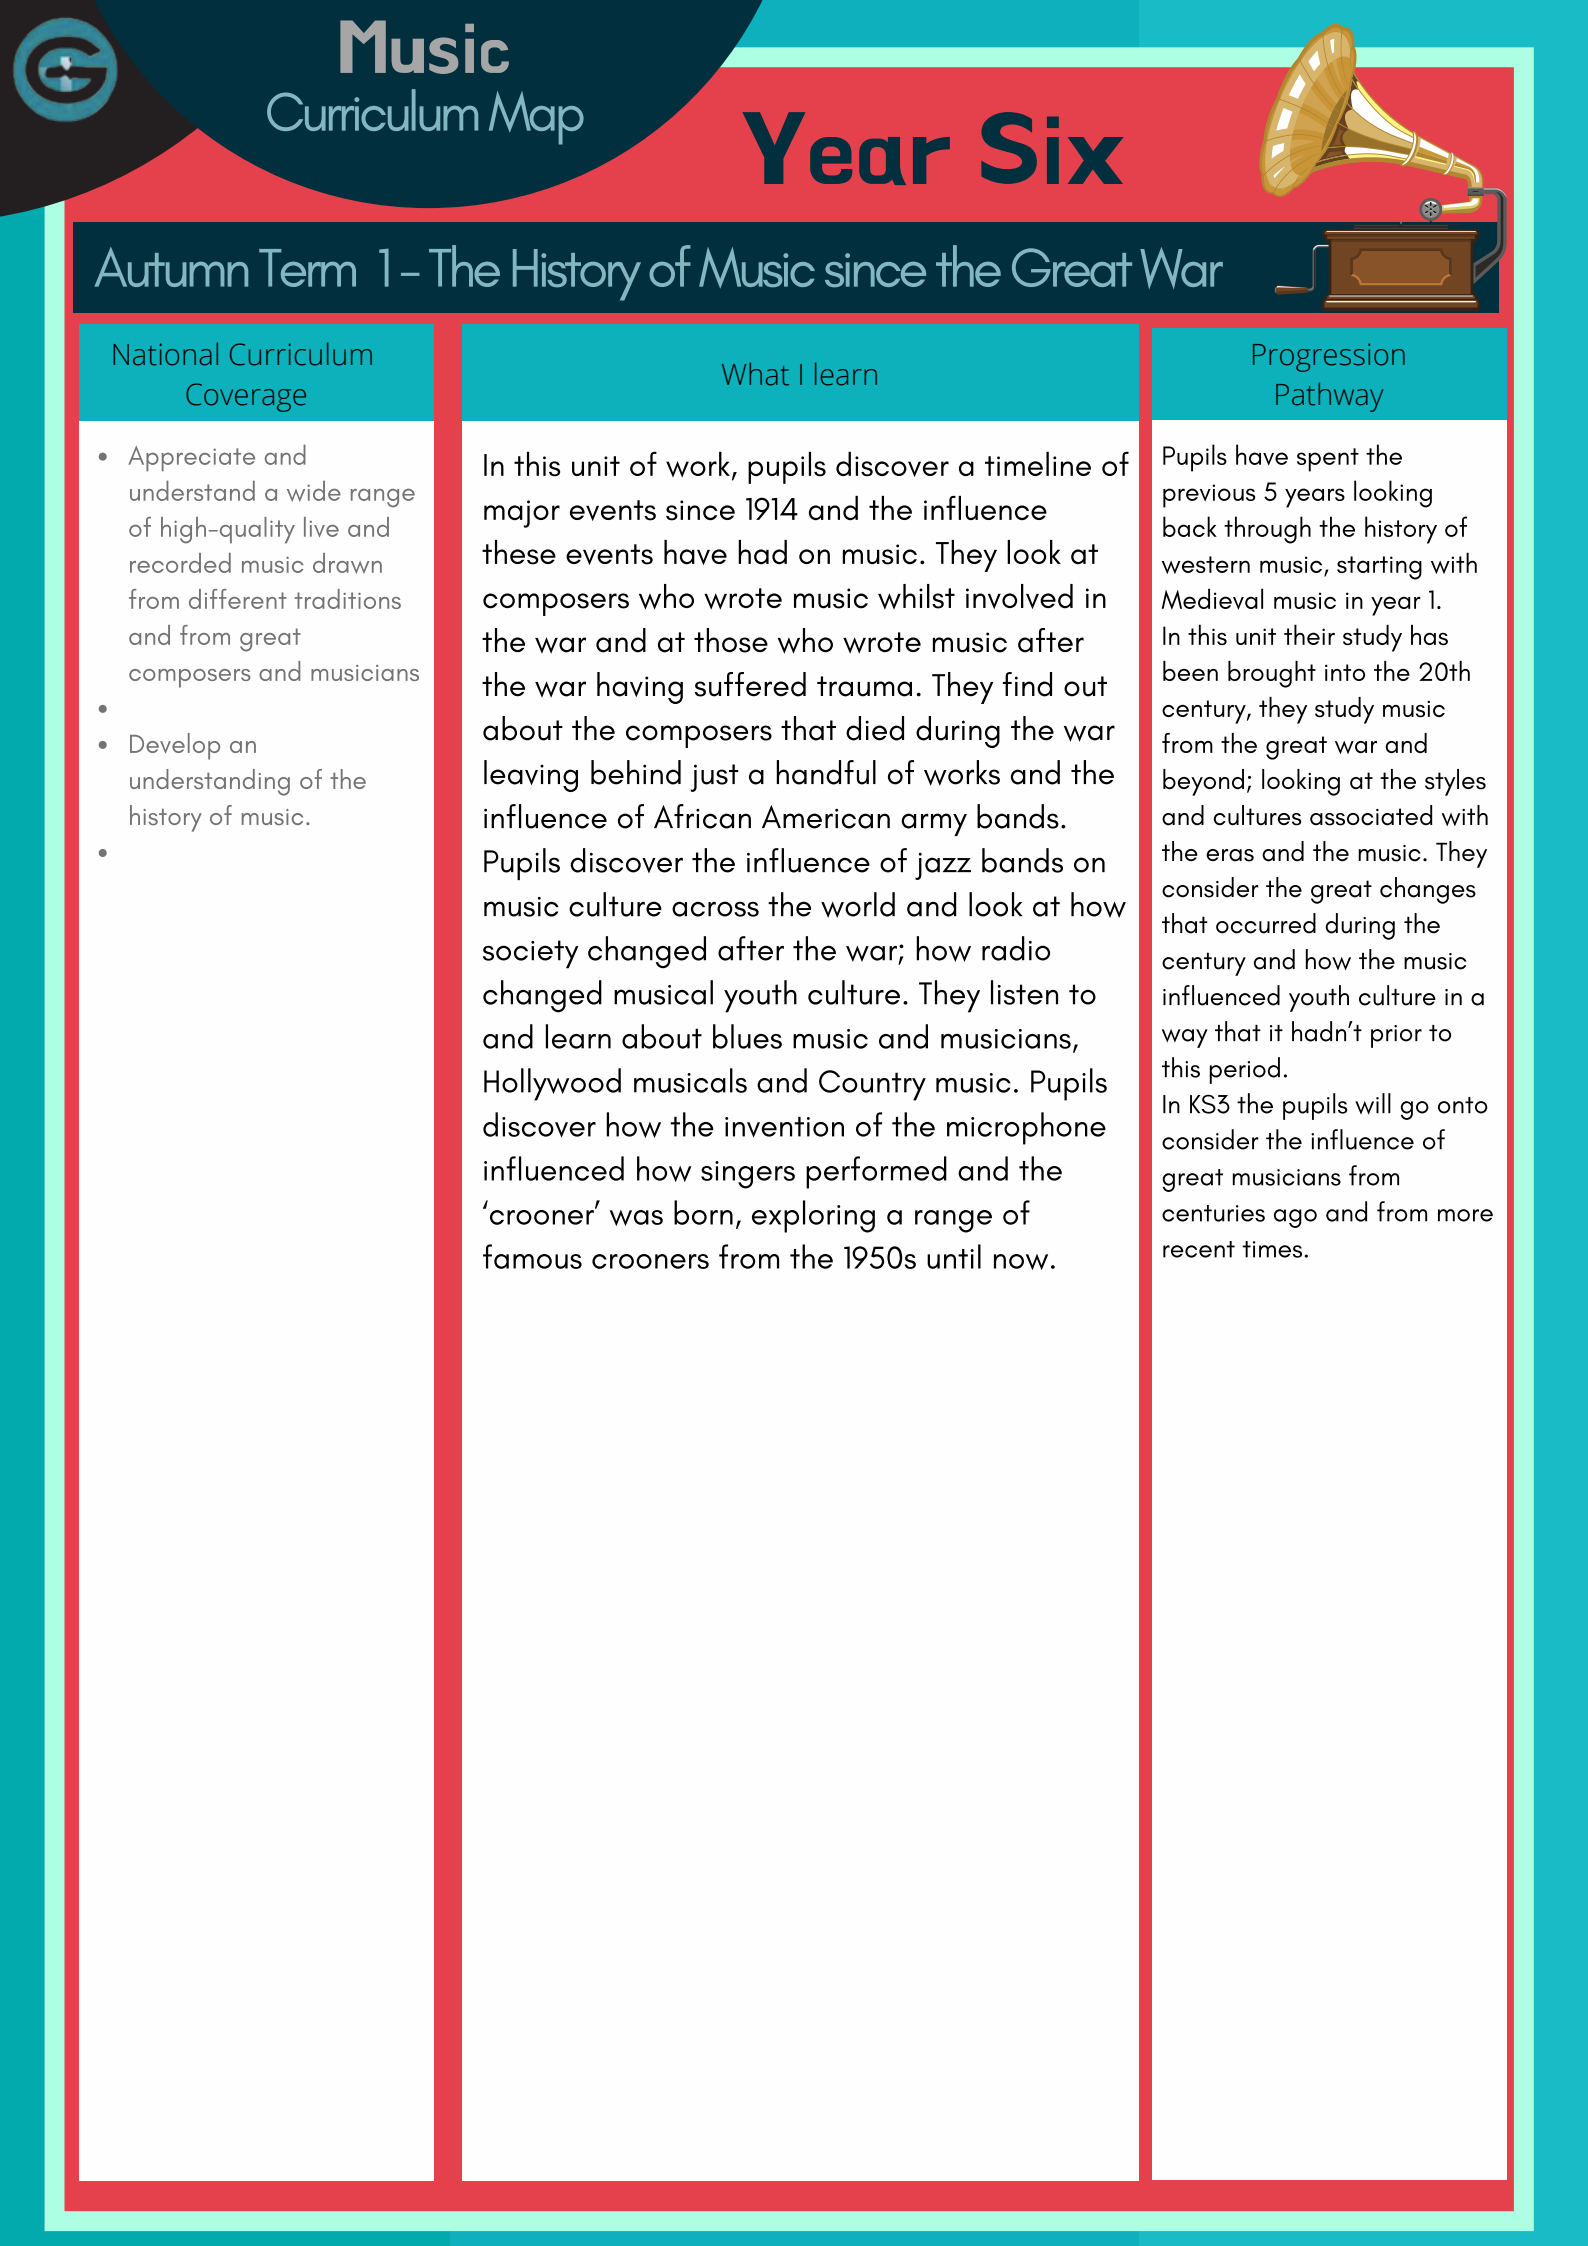 Music
Curriculum Map
Year Six
Autumn Term 1 - The History of Music since the Great War
National Curriculum
Coverage
• Appreciate and
understand a wide range
of high-quality live and
recorded music drawn
from different traditions
and from great
composers and musicians
•
• Develop an
understanding of the
history of music.
•
What I learn
In this unit of work, pupils discover a timeline of
major events since 1914 and the influence
these events have had on music. They look at
composers who wrote music whilst involved in
the war and at those who wrote music after
the war having suffered trauma. They find out
about the composers that died during the war
leaving behind just a handful of works and the
influence of African American army bands.
Pupils discover the influence of jazz bands on
music culture across the world and look at how
society changed after the war; how radio
changed musical youth culture. They listen to
and learn about blues music and musicians,
Hollywood musicals and Country music. Pupils
discover how the invention of the microphone
influenced how singers performed and the
‘crooner’ was born, exploring a range of
famous crooners from the 1950s until now.
Progression
Pathway
Pupils have spent the
previous 5 years looking
back through the history of
western music, starting with
Medieval music in year 1.
In this unit their study has
been brought into the 20th
century, they study music
from the great war and
beyond; looking at the styles
and cultures associated with
the eras and the music. They
consider the great changes
that occurred during the
century and how the music
influenced youth culture in a
way that it hadn’t prior to
this period.
In KS3 the pupils will go onto
consider the influence of
great musicians from
centuries ago and from more
recent times.